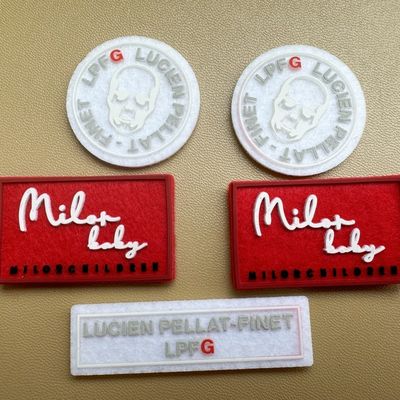 LPFG LUCIEN PELLAT - FINET
LPFG LUCIEN PELLAT - FINET
Milor
baby
MILORCHILDREN
Milor
baby
MILORCHILDREN
LUCIEN PELLAT-FINET
LPFG